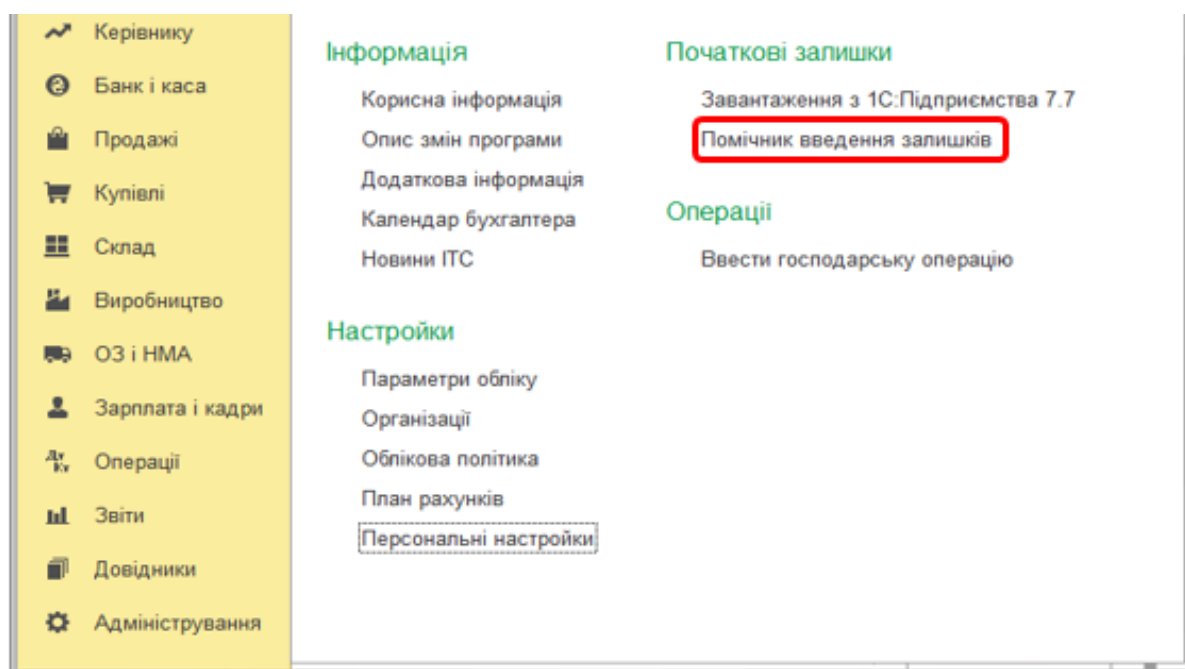 Керівнику
Банк і каса
Продажі
Купівлі
Склад
Виробництво
ОЗ і НМА
Зарплата і кадри
Операції
Звіти
Довідники
Адміністрування
Інформація
Корисна інформація
Опис змін програми
Додаткова інформація
Календар бухгалтера
Новини ІТС
Настройки
Параметри обліку
Організації
Облікова політика
План рахунків
Персональні настройки
Початкові залишки
Завантаження з 1С:Підприємства 7.7
Помічник введення залишків
Операції
Ввести господарську операцію